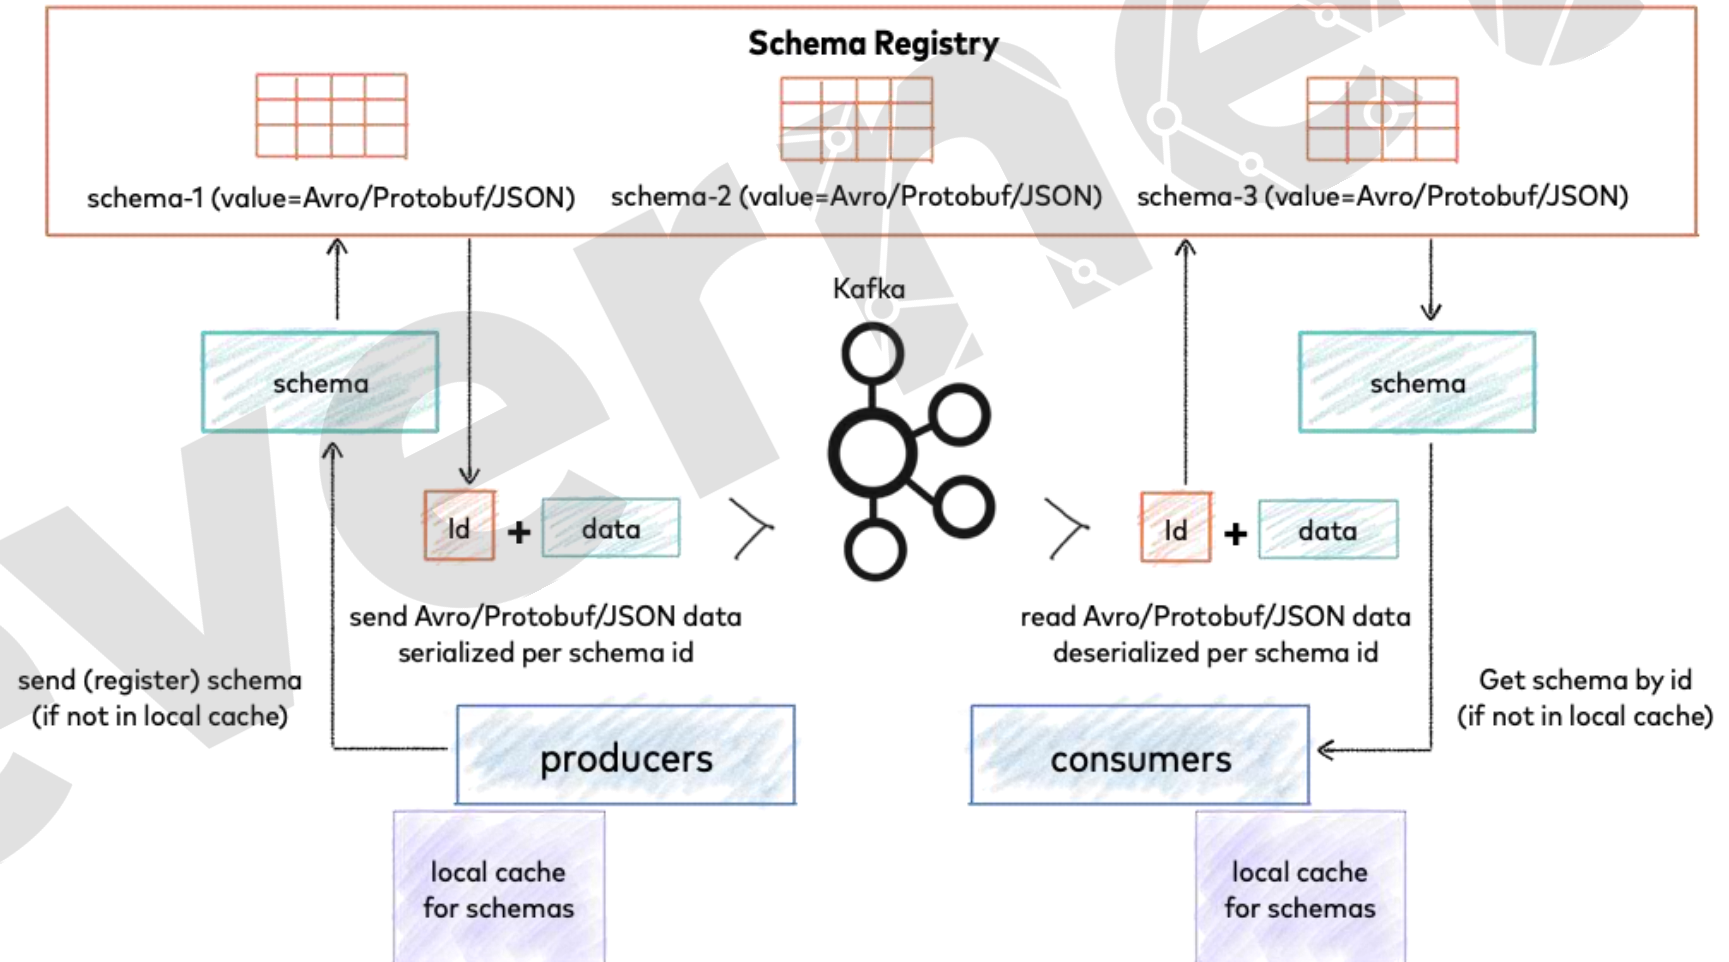 Schema Registry
schema-1 (value=Avro/Protobuf/JSON)
schema-2 (value=Avro/Protobuf/JSON)
schema-3 (value=Avro/Protobuf/JSON)
Kafka
schema
schema
Id + data
Id + data
send Avro/Protobuf/JSON data
serialized per schema id
read Avro/Protobuf/JSON data
deserialized per schema id
send (register) schema
(if not in local cache)
Get schema by id
(if not in local cache)
producers
consumers
local cache
for schemas
local cache
for schemas